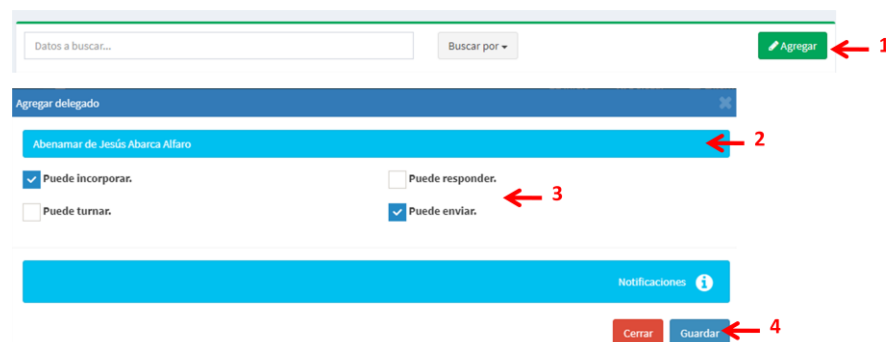 Datos a buscar...
Buscar por
Agregar
1
Agregar delegado
Abenamar de Jesús Abarca Alfaro
2
Puede incorporar.
Puede responder.
3
Puede turnar.
Puede enviar.
Notificaciones
Cerrar
Guardar
4